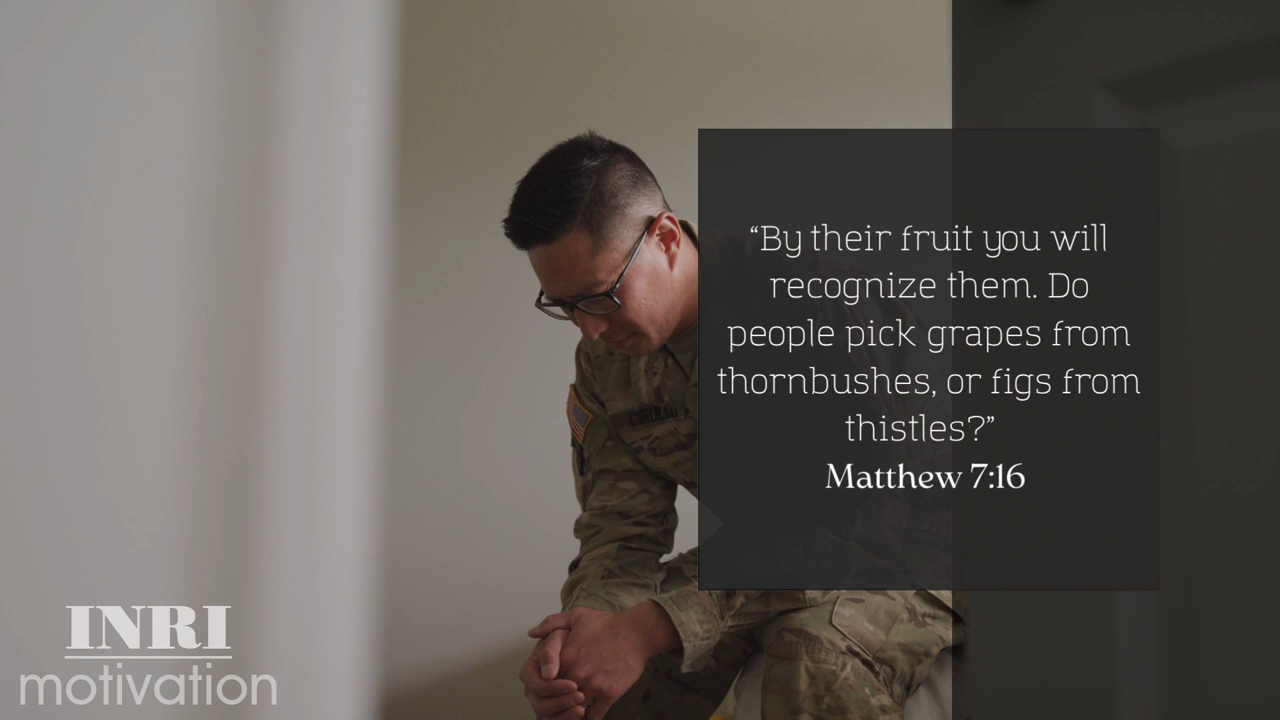 “By their fruit you will
recognize them. Do
people pick grapes from
thornbushes, or figs from
thistles?”
Matthew 7:16
INRI
motivation